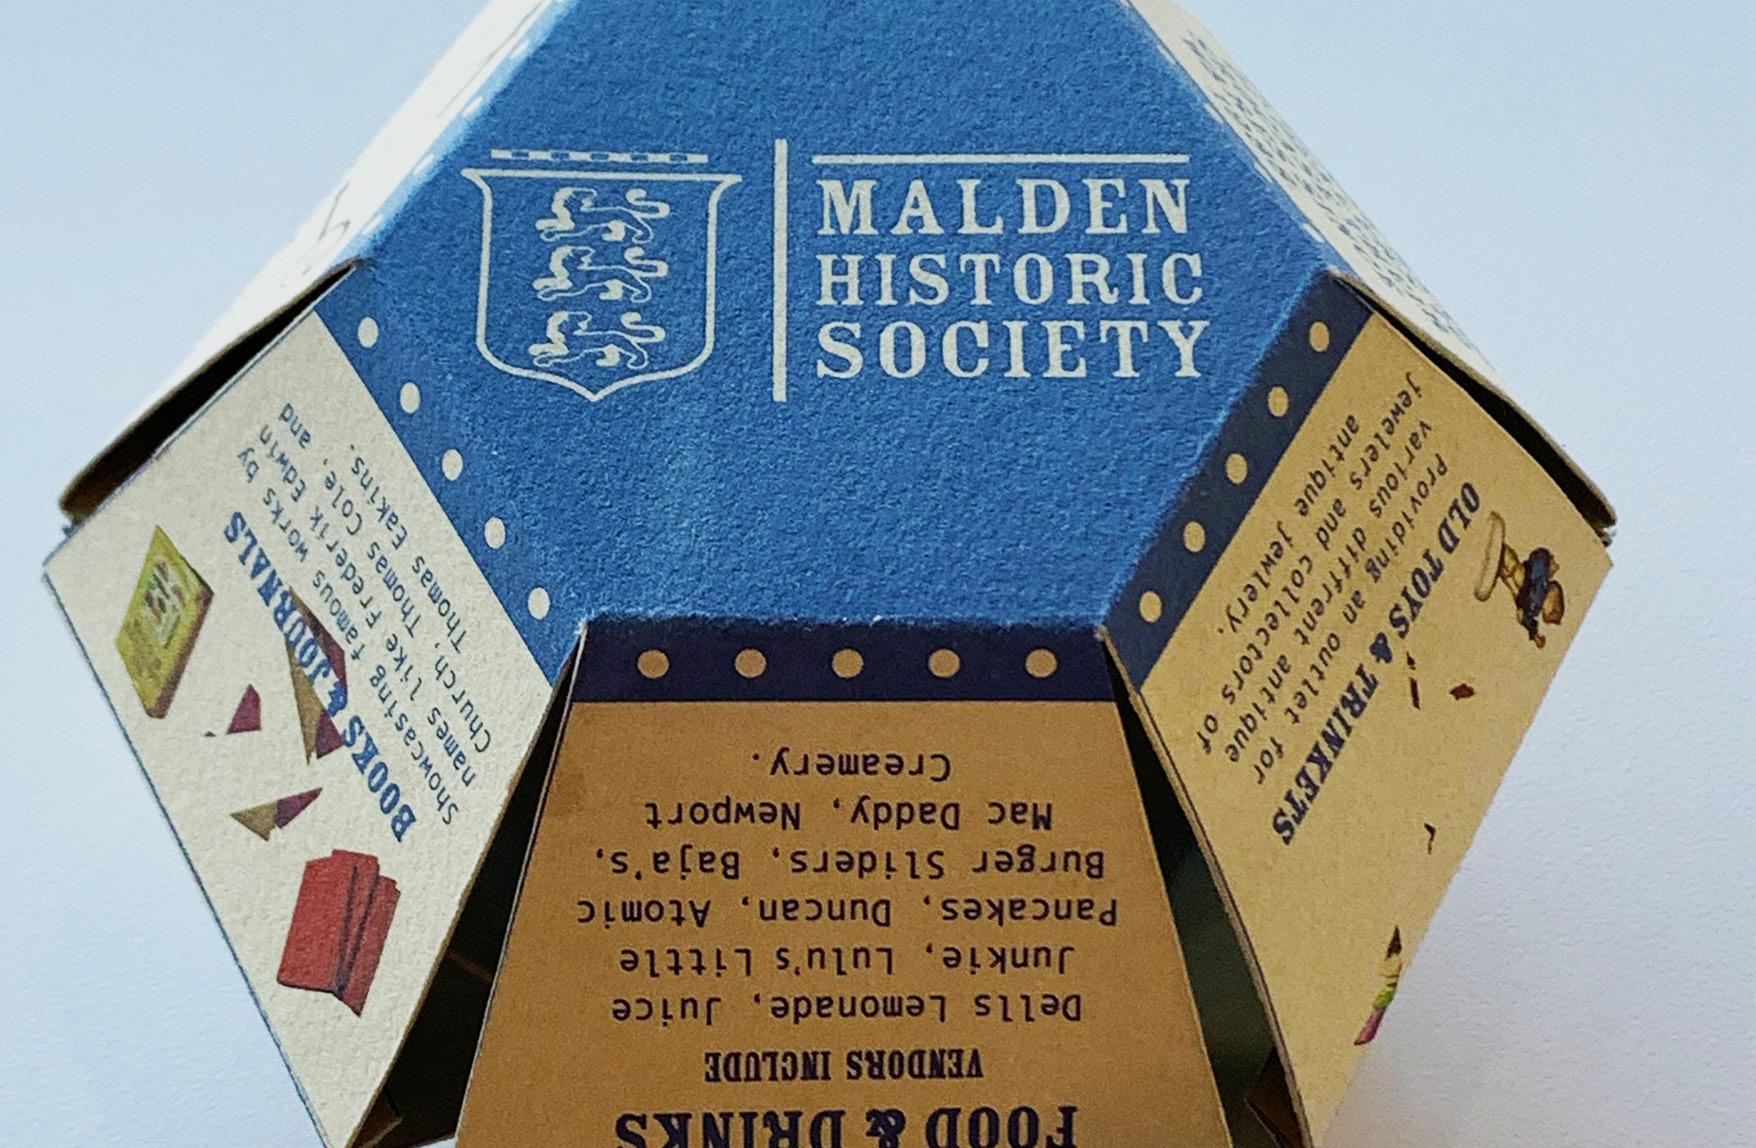 MALDEN
HISTORIC
SOCIETY
BOOKS & JOURNALS
Showcasing famous works by
names like Frederik Edwin
Church, Thomas Cole, and
Thomas Eakins.
FOOD & DRINKS
VENDORS INCLUDE
Dells Lemonade, Juice
Junkie, Lulu's Little
Pancakes, Duncan, Atomic
Burger Sliders, Baja's,
Mac Daddy, Newport
Creamery.
OLD TOYS & TRINKETS
Providing an outlet for
various diffrent antique
jewelers and collectors of
antique jewlery.